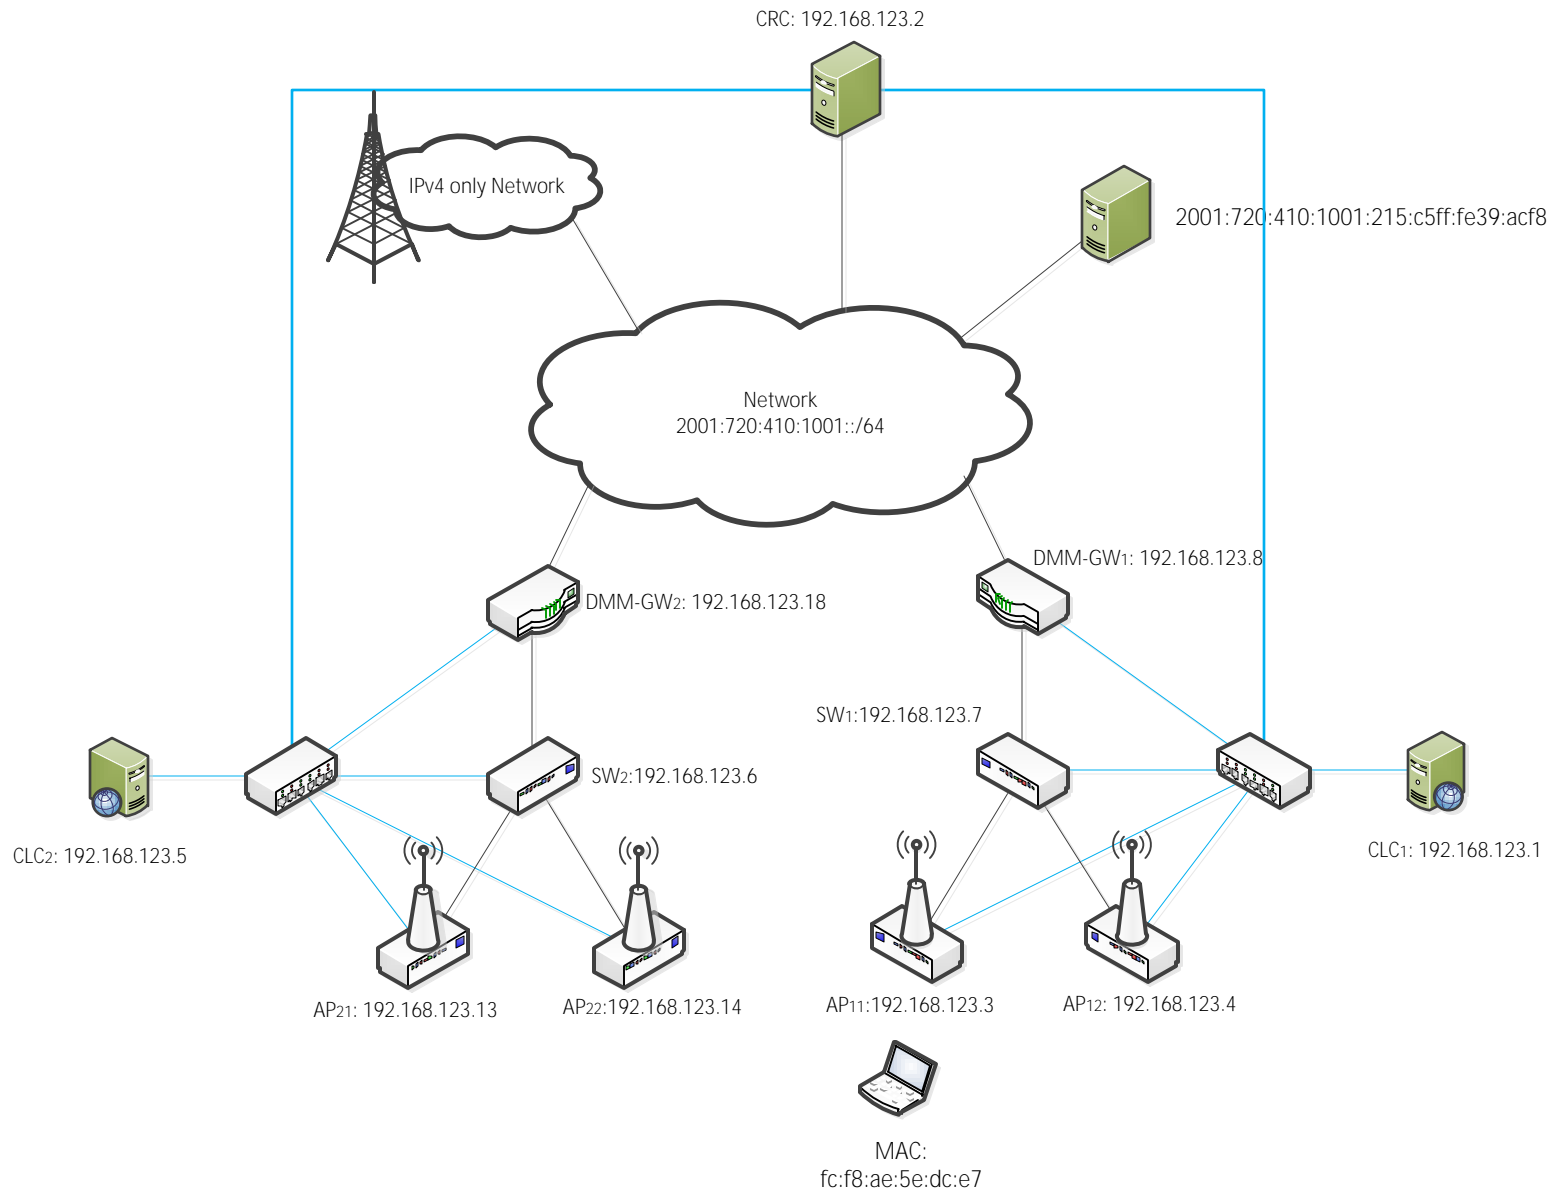 CRC: 192.168.123.2
IPv4 only Network
2001:720:410:1001:215:c5ff:fe39:acf8
Network
2001:720:410:1001::/64
DMM-GW1: 192.168.123.8
DMM-GW2: 192.168.123.18
SW1:192.168.123.7
SW2:192.168.123.6
CLC2: 192.168.123.5
CLC1: 192.168.123.1
AP21: 192.168.123.13
AP22:192.168.123.14
AP11:192.168.123.3
AP12: 192.168.123.4
MAC:
fc:f8:ae:5e:dc:e7